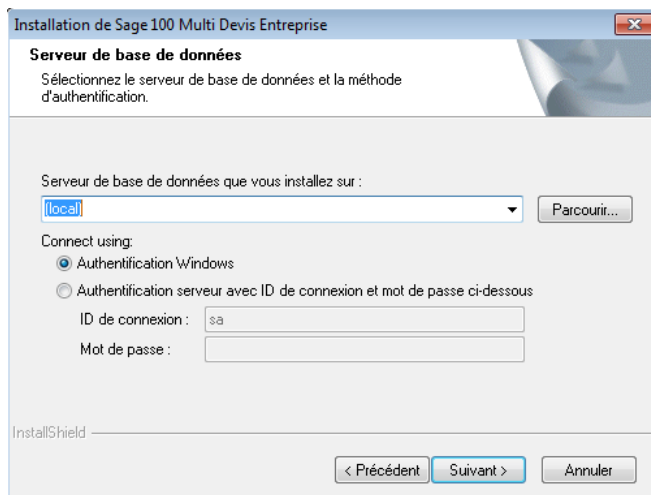 Installation de Sage 100 Multi Devis Entreprise
Serveur de base de données
Sélectionnez le serveur de base de données et la méthode
d'authentification.
Serveur de base de données que vous installez sur :
(local)
Parcourir...
Connect using:
Authentification Windows
Authentification serveur avec ID de connexion et mot de passe ci-dessous
ID de connexion :
sa
Mot de passe :
InstallShield
< Précédent
Suivant >
Annuler